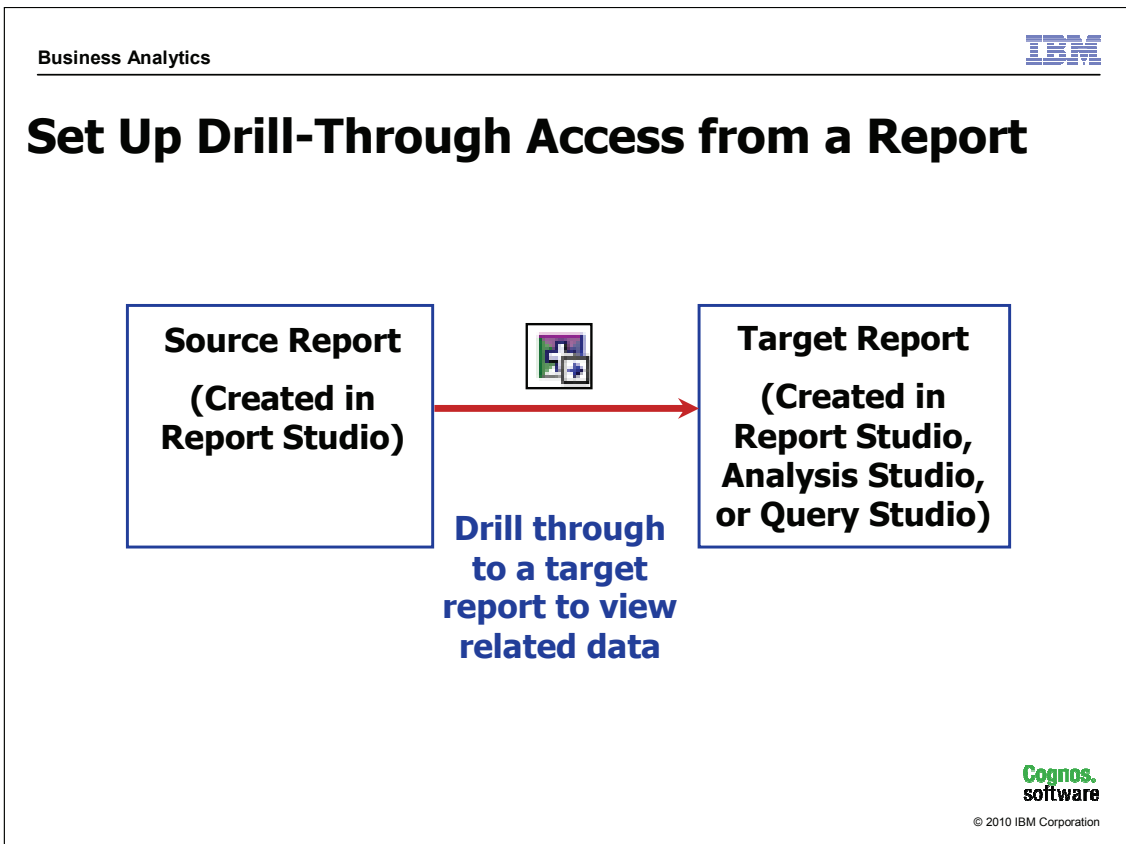 Business Analytics
IBM
Set Up Drill-Through Access from a Report
Source Report
(Created in
Report Studio)
Drill through
to a target
report to view
related data
Target Report
(Created in
Report Studio,
Analysis Studio,
or Query Studio)
Cognos.
software
© 2010 IBM Corporation